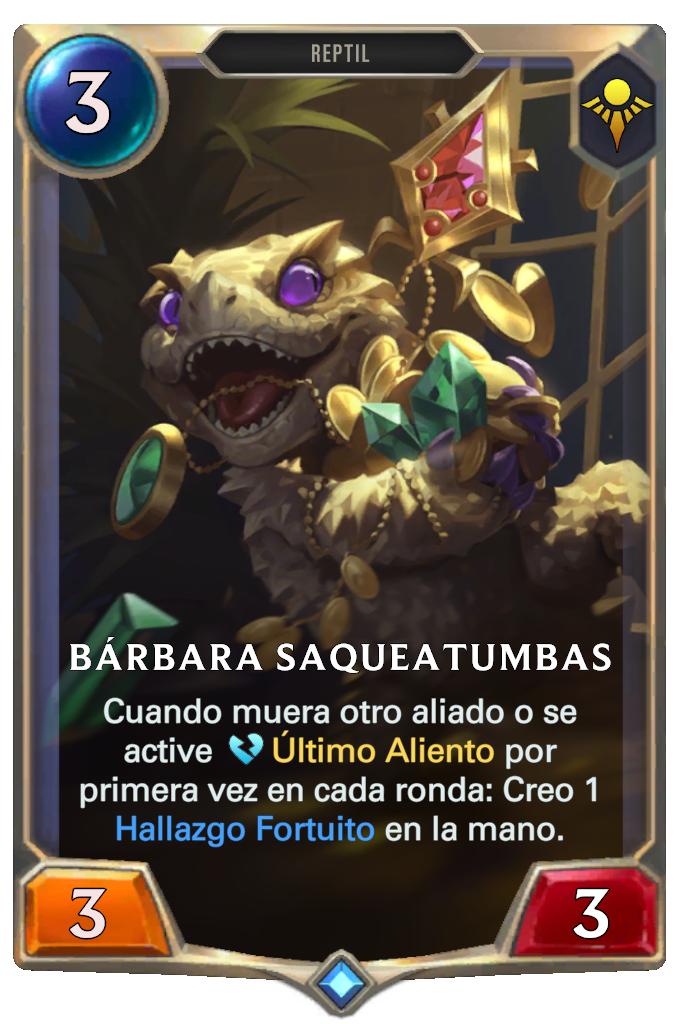 3
REPTIL
BÁRBARA SAQUEATUMBAS
Cuando muera otro aliado o se
active Último Aliento por
primera vez en cada ronda: Creo 1
Hallazgo Fortuito en la mano.
3
3